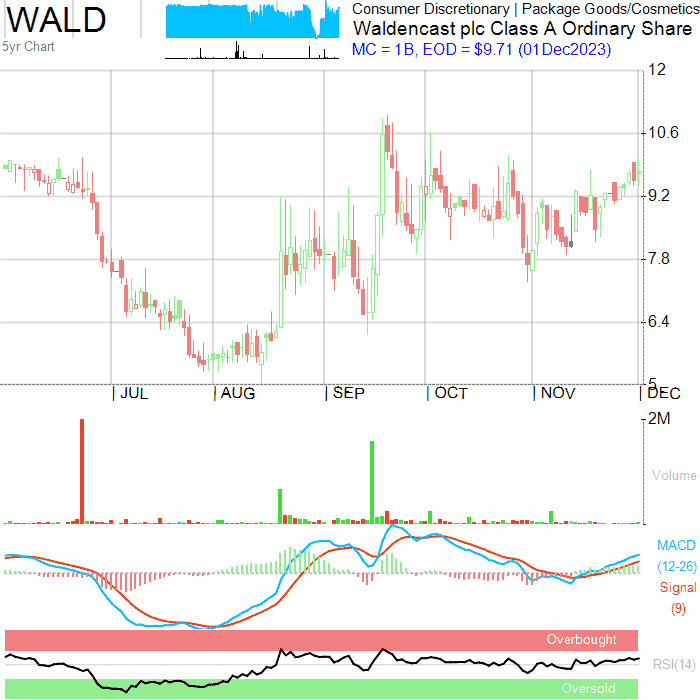 WALD
5yr Chart
Consumer Discretionary | Package Goods/Cosmetics
Waldencast plc Class A Ordinary Share
MC = 1B, EOD = $9.71 (01Dec2023)
12
10.6
9.2
7.8
6.4
5
JUL AUG SEP OCT NOV DEC
2M
Volume
MACD
(12-26)
Signal
(9)
Overbought
RSI(14)
Oversold